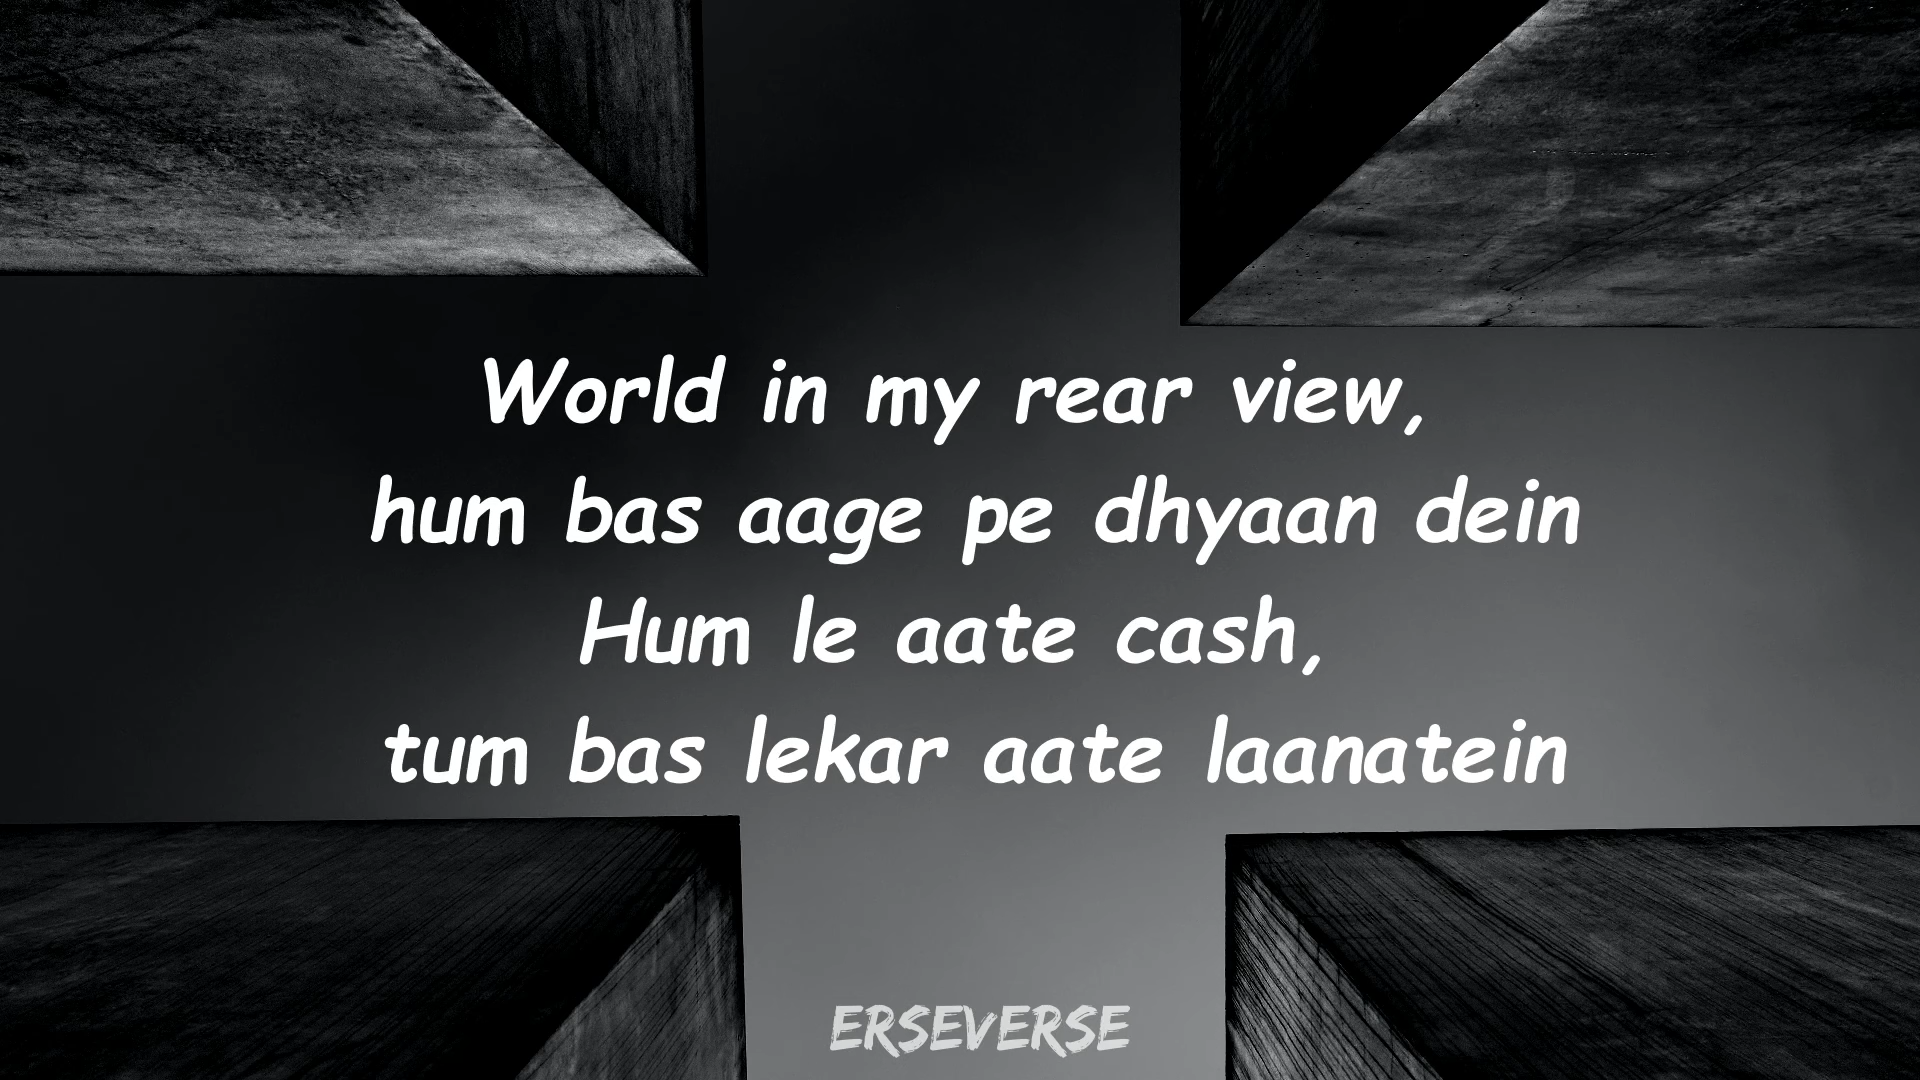 World in my rear view,
hum bas aage pe dhyaan dein
Hum le aate cash,
tum bas lekar aate laanatein
ERSEVERSE